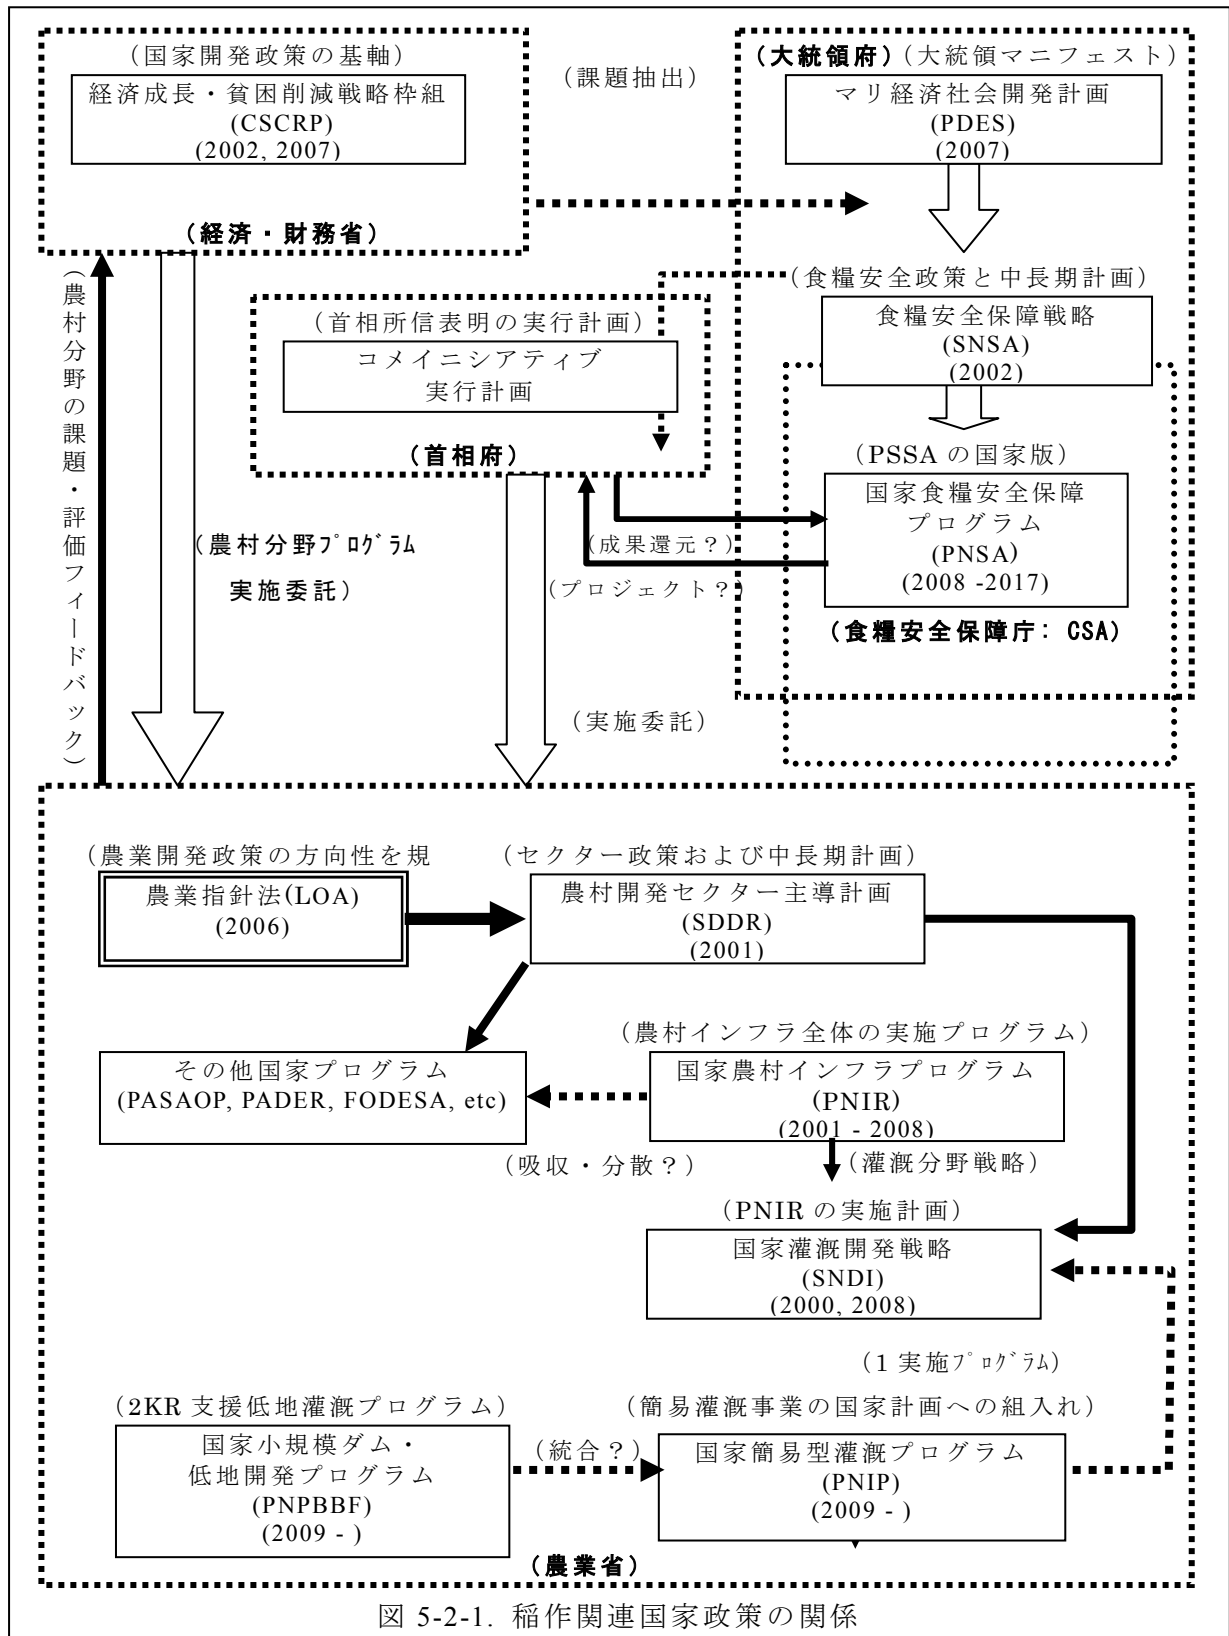 (国家開発政策の基軸)
経済成長・貧困削減戦略枠組
(CSCRP)
(2002, 2007)
(経済・財務省)
(課題抽出)
(大統領府)(大統領マニフェスト)
マリ経済社会開発計画
(PDES)
(2007)
(食糧安全政策と中長期計画)
食糧安全保障戦略
(SNSA)
(2002)
(首相所信表明の実行計画)
コメイニシアティブ
実行計画
(首相府)
(PSSA の国家版)
国家食糧安全保障
プログラム
(PNSA)
(2008 -2017)
(食糧安全保障庁: CSA)
(農村分野の課題・評価フィードバック)
(農村分野プログラム
実施委託)
(成果還元?)
(プロジェクト?)
(実施委託)
(農業開発政策の方向性を規
農業指針法(LOA)
(2006)
(セクター政策および中長期計画)
農村開発セクター主導計画
(SDDR)
(2001)
(農村インフラ全体の実施プログラム)
その他国家プログラム
(PASAOP, PADER, FODESA, etc)
国家農村インフラプログラム
(PNIR)
(2001 - 2008)
(吸収・分散?)
(灌漑分野戦略)
(PNIR の実施計画)
国家灌漑開発戦略
(SNDI)
(2000, 2008)
(1 実施プログラム)
(2KR 支援低地灌漑プログラム)
国家小規模ダム・
低地開発プログラム
(PNPBBF)
(2009 - )
(統合?)
(簡易灌漑事業の国家計画への組入れ)
国家簡易型灌漑プログラム
(PNIP)
(2009 - )
(農業省)
図 5-2-1. 稲作関連国家政策の関係